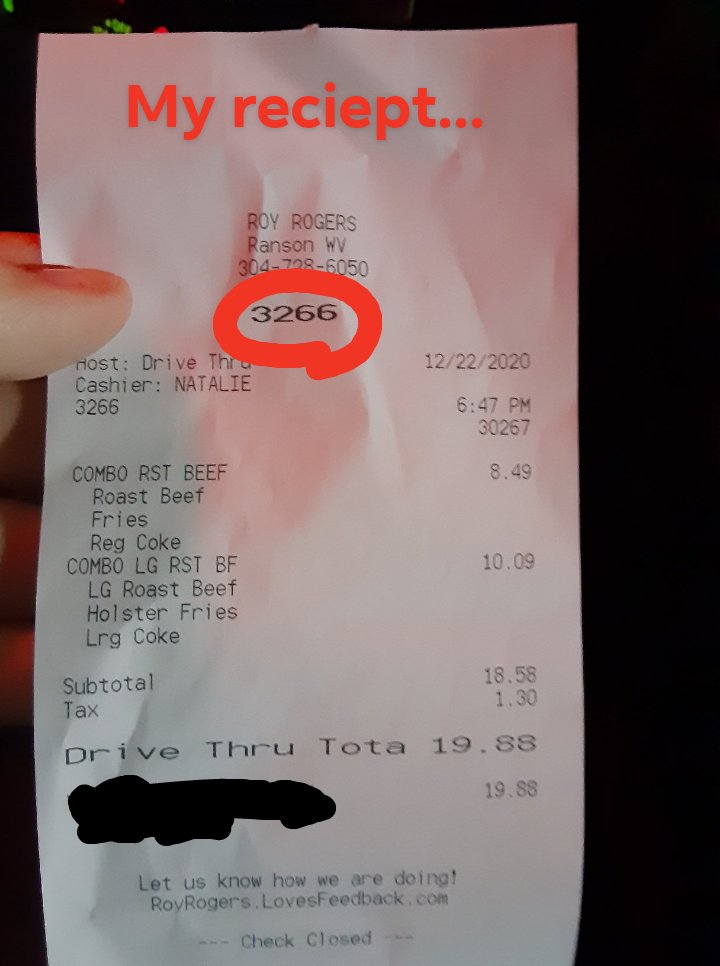 My reciept...
ROY ROGERS
Ranson WV
304-728-6050
3266
Host: Drive Thru 12/22/2020
Cashier: NATALIE
3266 6:47 PM
30267
COMBO RST BEEF 8.49
Roast Beef
Fries
Reg Coke
COMBO LG RST BF 10.09
LG Roast Beef
Holster Fries
Lrg Coke
Subtotal 18.58
Tax 1.30
Drive Thru Tota 19.88
19.88
Let us know how we are doing!
RoyRogers.LovesFeedback.com
--- Check Closed ---